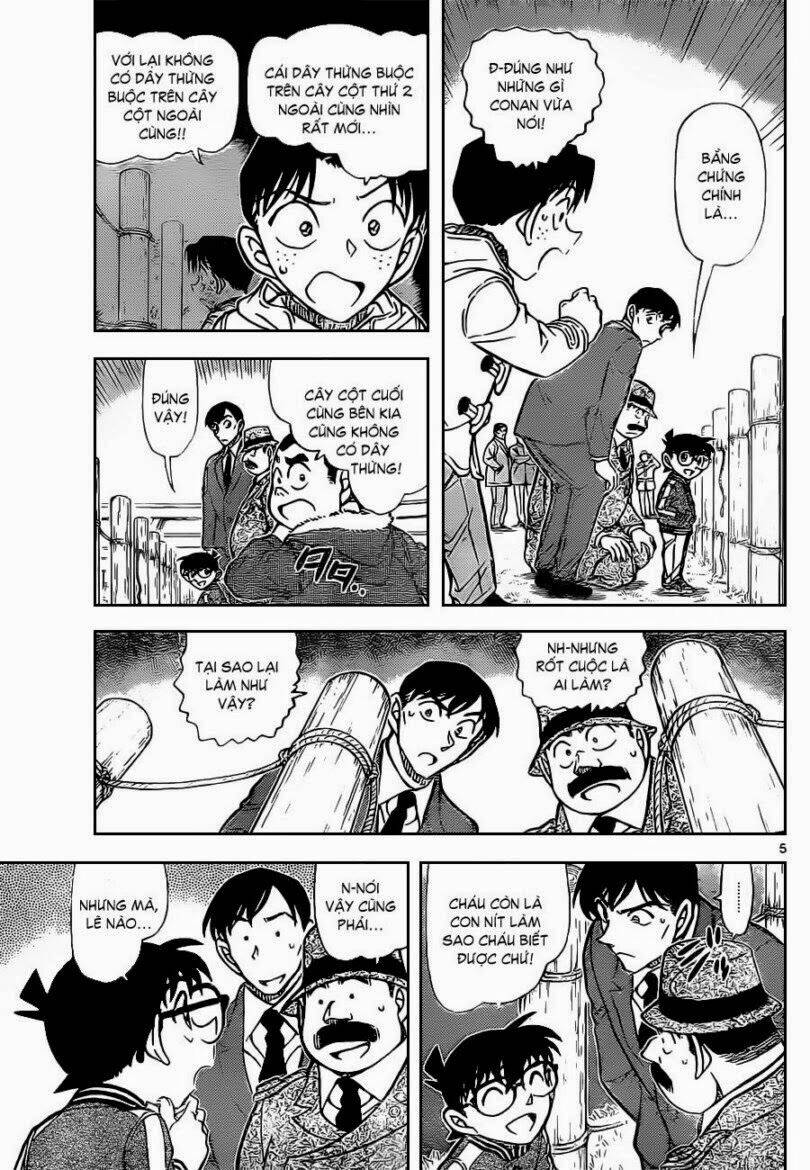 Đ-ĐÚNG NHƯ
NHỮNG GÌ
CONAN VỪA
NÓI!
BẰNG
CHỨNG
CHÍNH
LÀ...
CÁI DÂY THỪNG BUỘC
TRÊN CÂY CỘT THỨ 2
NGOÀI CÙNG NHÌN
RẤT MỚI...
VỚI LẠI KHÔNG
CÓ DÂY THỪNG
BUỘC TRÊN CÂY
CỘT NGOÀI
CÙNG!!
CÂY CỘT CUỐI
CÙNG BÊN KIA
CŨNG KHÔNG
CÓ DÂY
THỪNG!
ĐÚNG
VẬY!
タタ..
NH-NHƯNG
RỐT CUỘC LÀ
AI LÀM?
TẠI SAO LẠI
LÀM NHƯ
VẬY?
5
.......
CHÁU CÒN LÀ
CON NÍT LÀM
SAO CHÁU BIẾT
ĐƯỢC CHỨ!
N-NÓI
VẬY CŨNG
PHẢI...
NHƯNG MÀ,
LẼ NÀO...